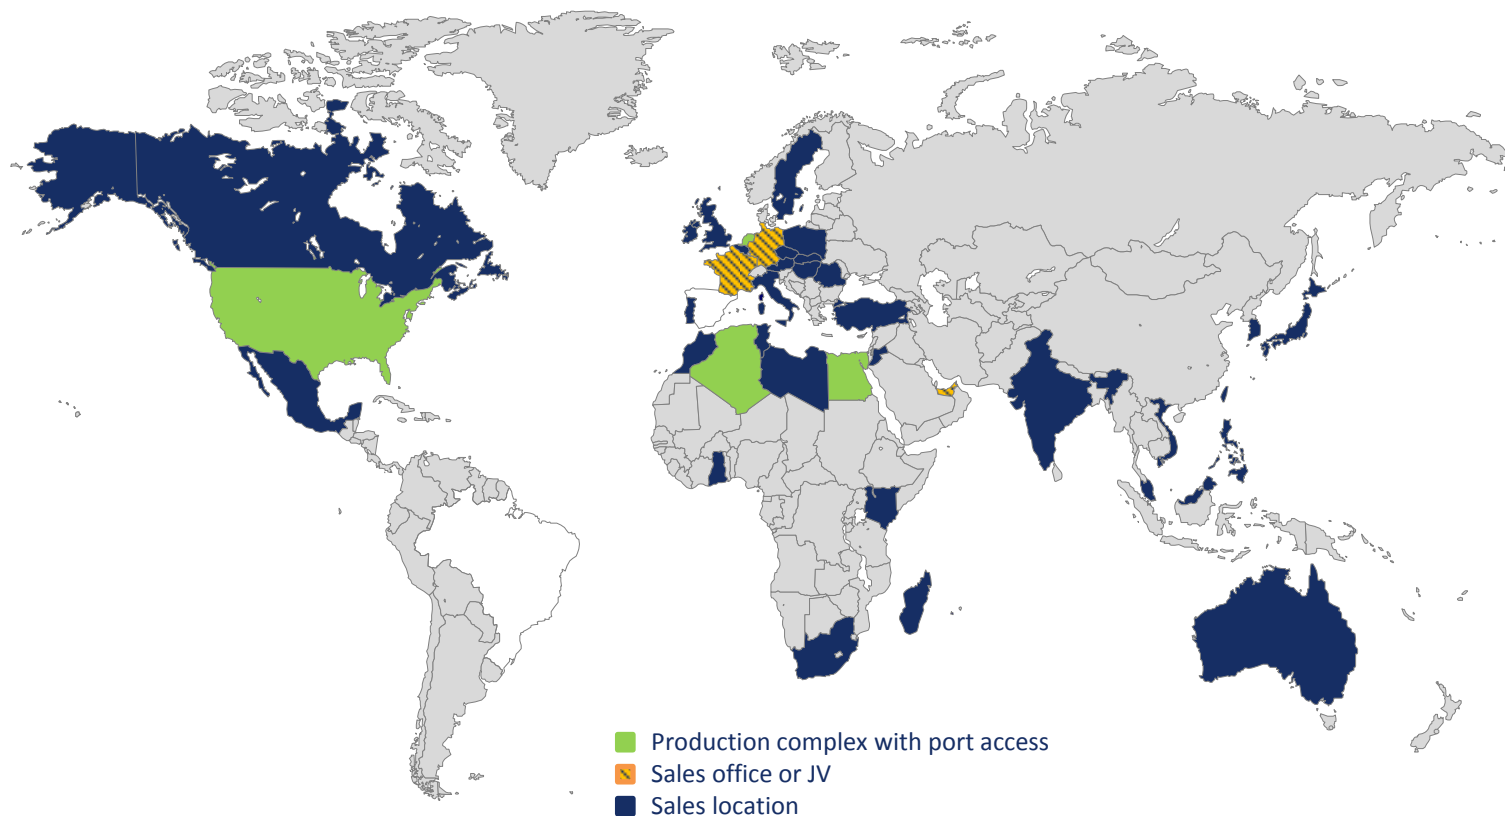 Production complex with port access
Sales office or JV
Sales location